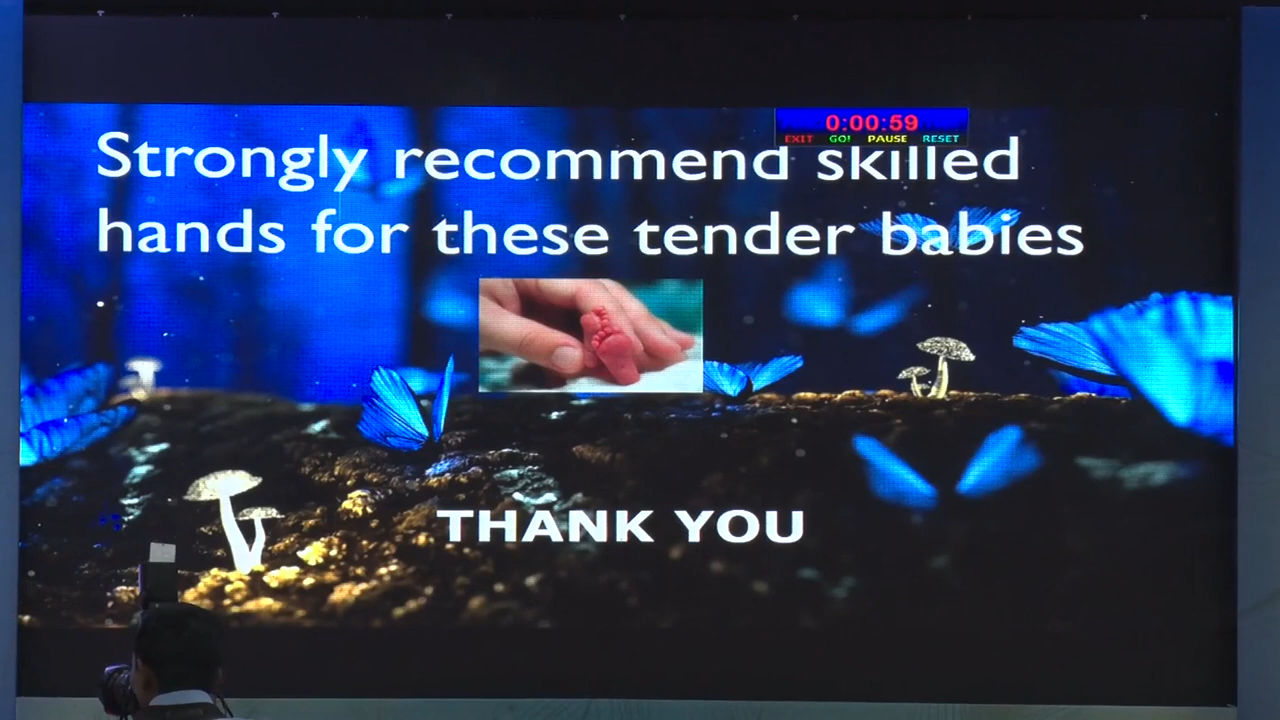 0:00:59
EXIT GO! PAUSE RESET
Strongly recommend skilled
hands for these tender babies
THANK YOU